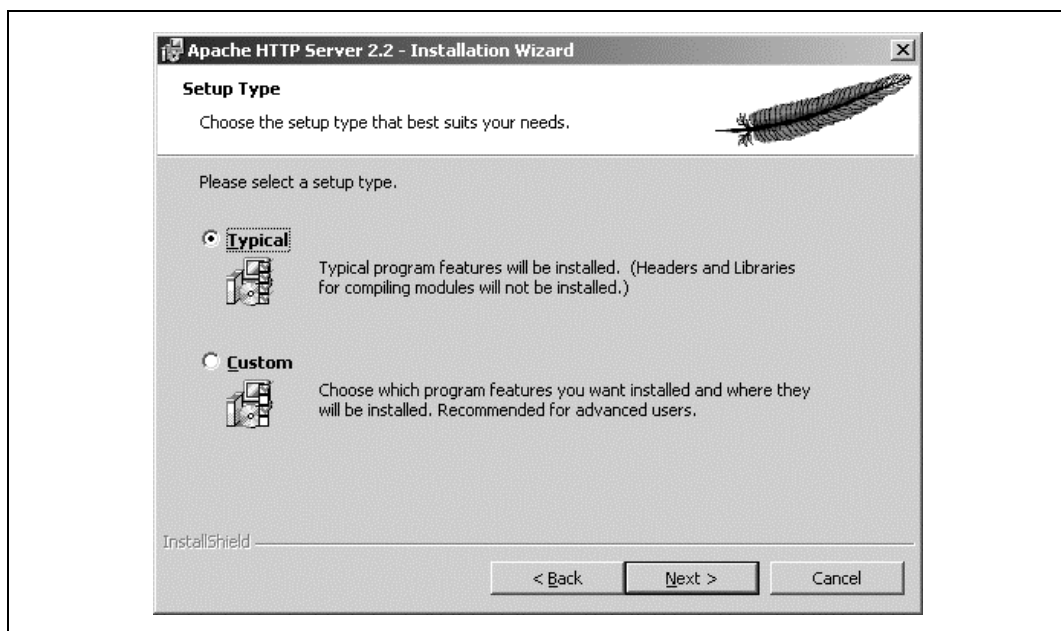 Apache HTTP Server 2.2 - Installation Wizard
Setup Type
Choose the setup type that best suits your needs.
Please select a setup type.
Typical
Typical program features will be installed. (Headers and Libraries
for compiling modules will not be installed.)
Custom
Choose which program features you want installed and where they
will be installed. Recommended for advanced users.
InstallShield
< Back
Next >
Cancel